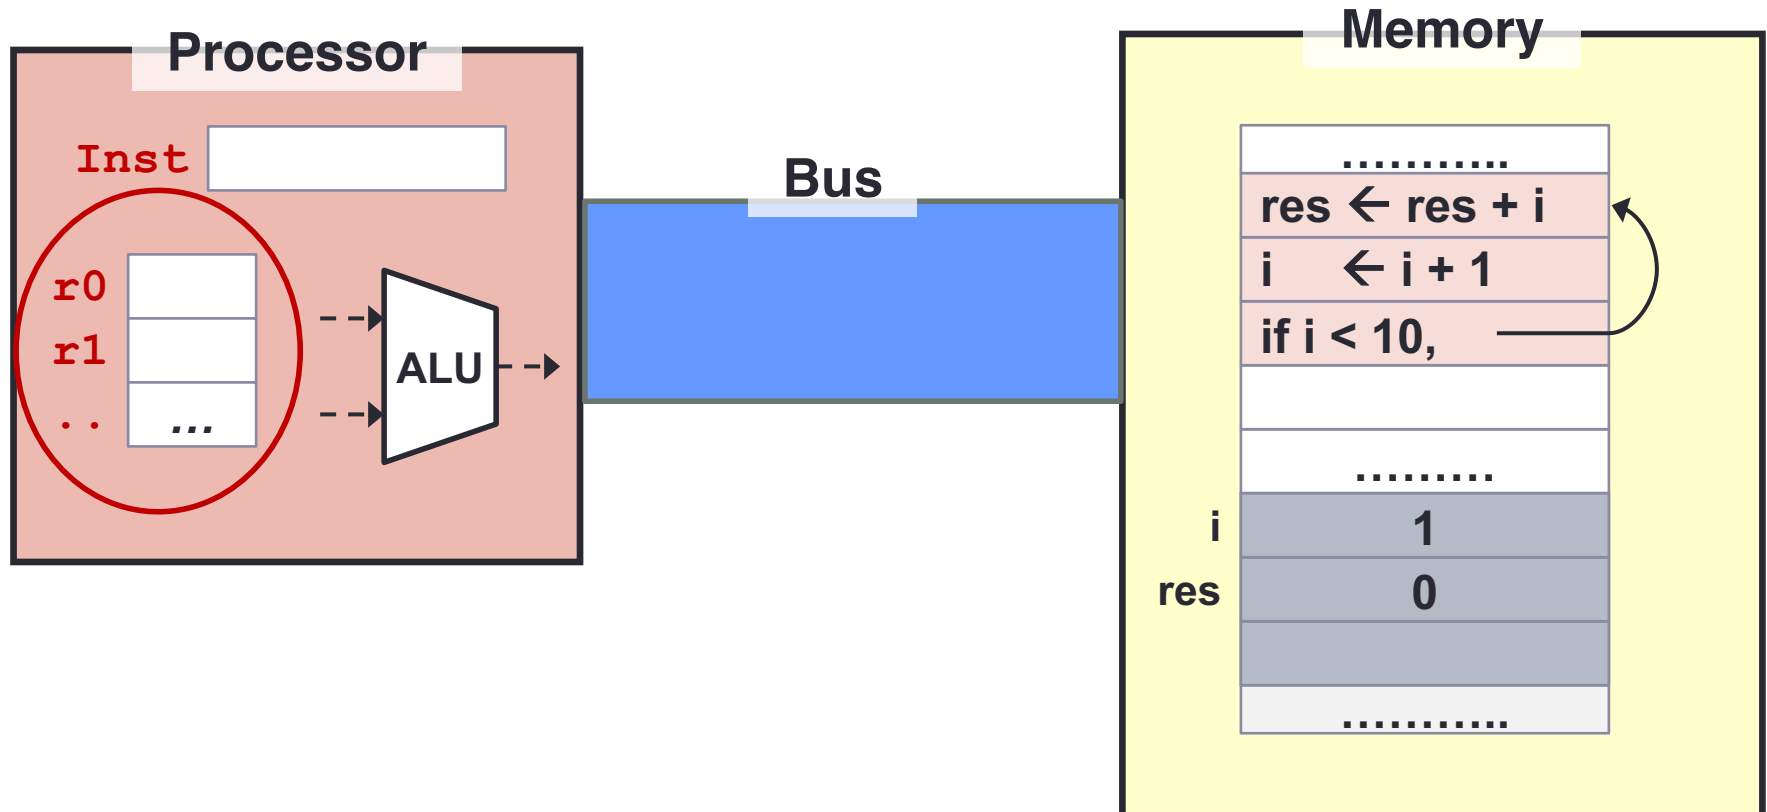 Processor
Inst
r0
r1
..
...
ALU
Bus
Memory
………..
res ← res + i
i ← i + 1
if i < 10,
………
i 1
res 0
………..